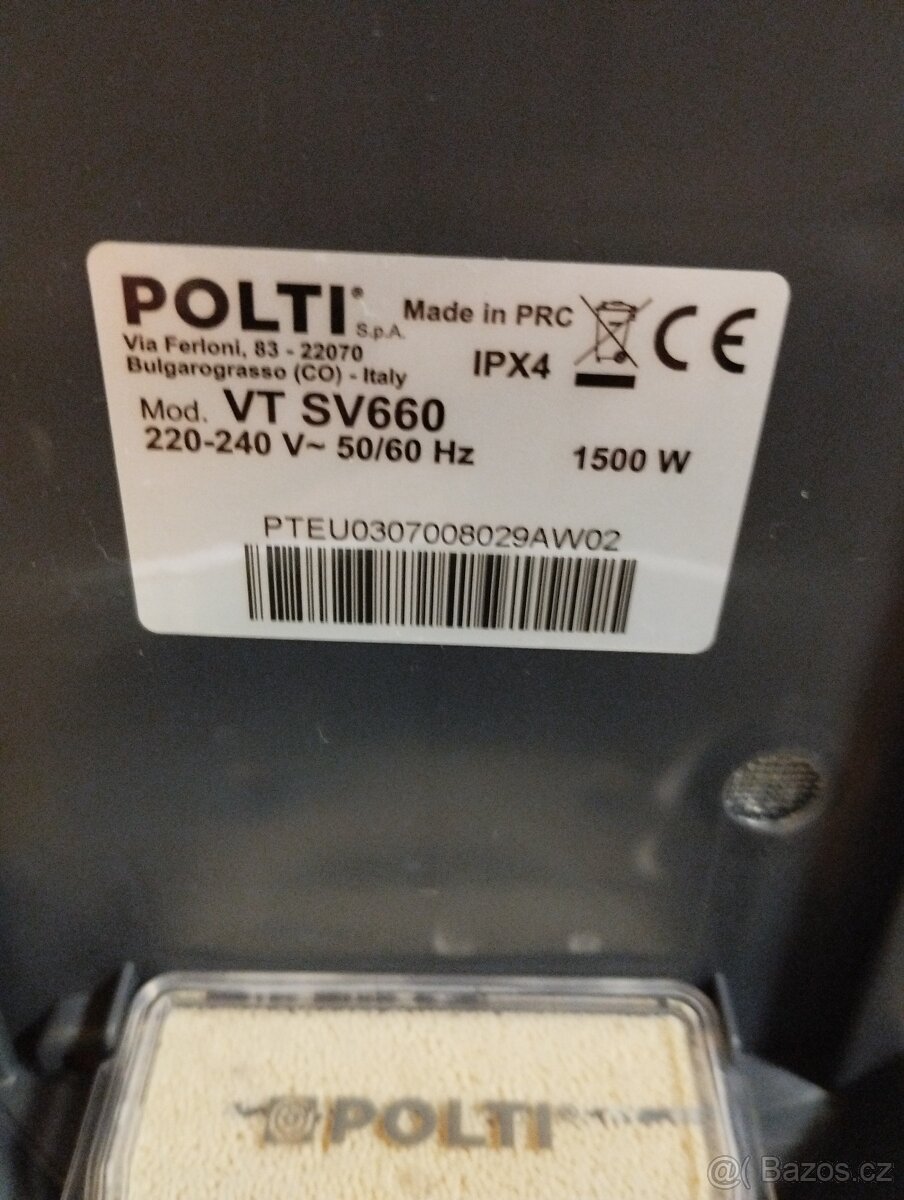 POLTI® S.p.A.
Made in PRC
CE
Via Ferloni, 83 - 22070
Bulgarograsso (CO) - Italy
IPX4
Mod. VT SV660
220-240 V~ 50/60 Hz
1500 W
PTEU0307008029AW02
POLTI
@( Bazos.cz